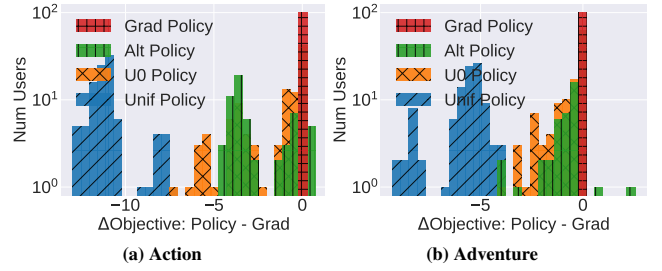 Num Users
10²
10¹
10⁰
Grad Policy
Alt Policy
U0 Policy
Unif Policy
−10
−5
0
ΔObjective: Policy - Grad
(a) Action
Num Users
10²
10¹
10⁰
Grad Policy
Alt Policy
U0 Policy
Unif Policy
−5
0
ΔObjective: Policy - Grad
(b) Adventure